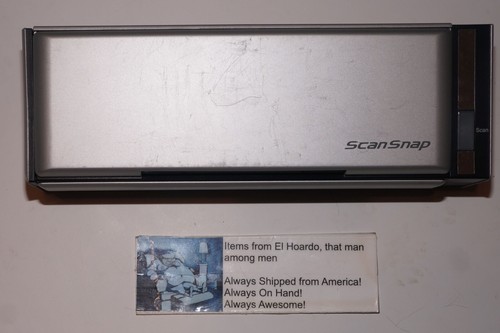 ScanSnap
Scan
Items from El Hoardo, that man
among men
Always Shipped from America!
Always On Hand!
Always Awesome!